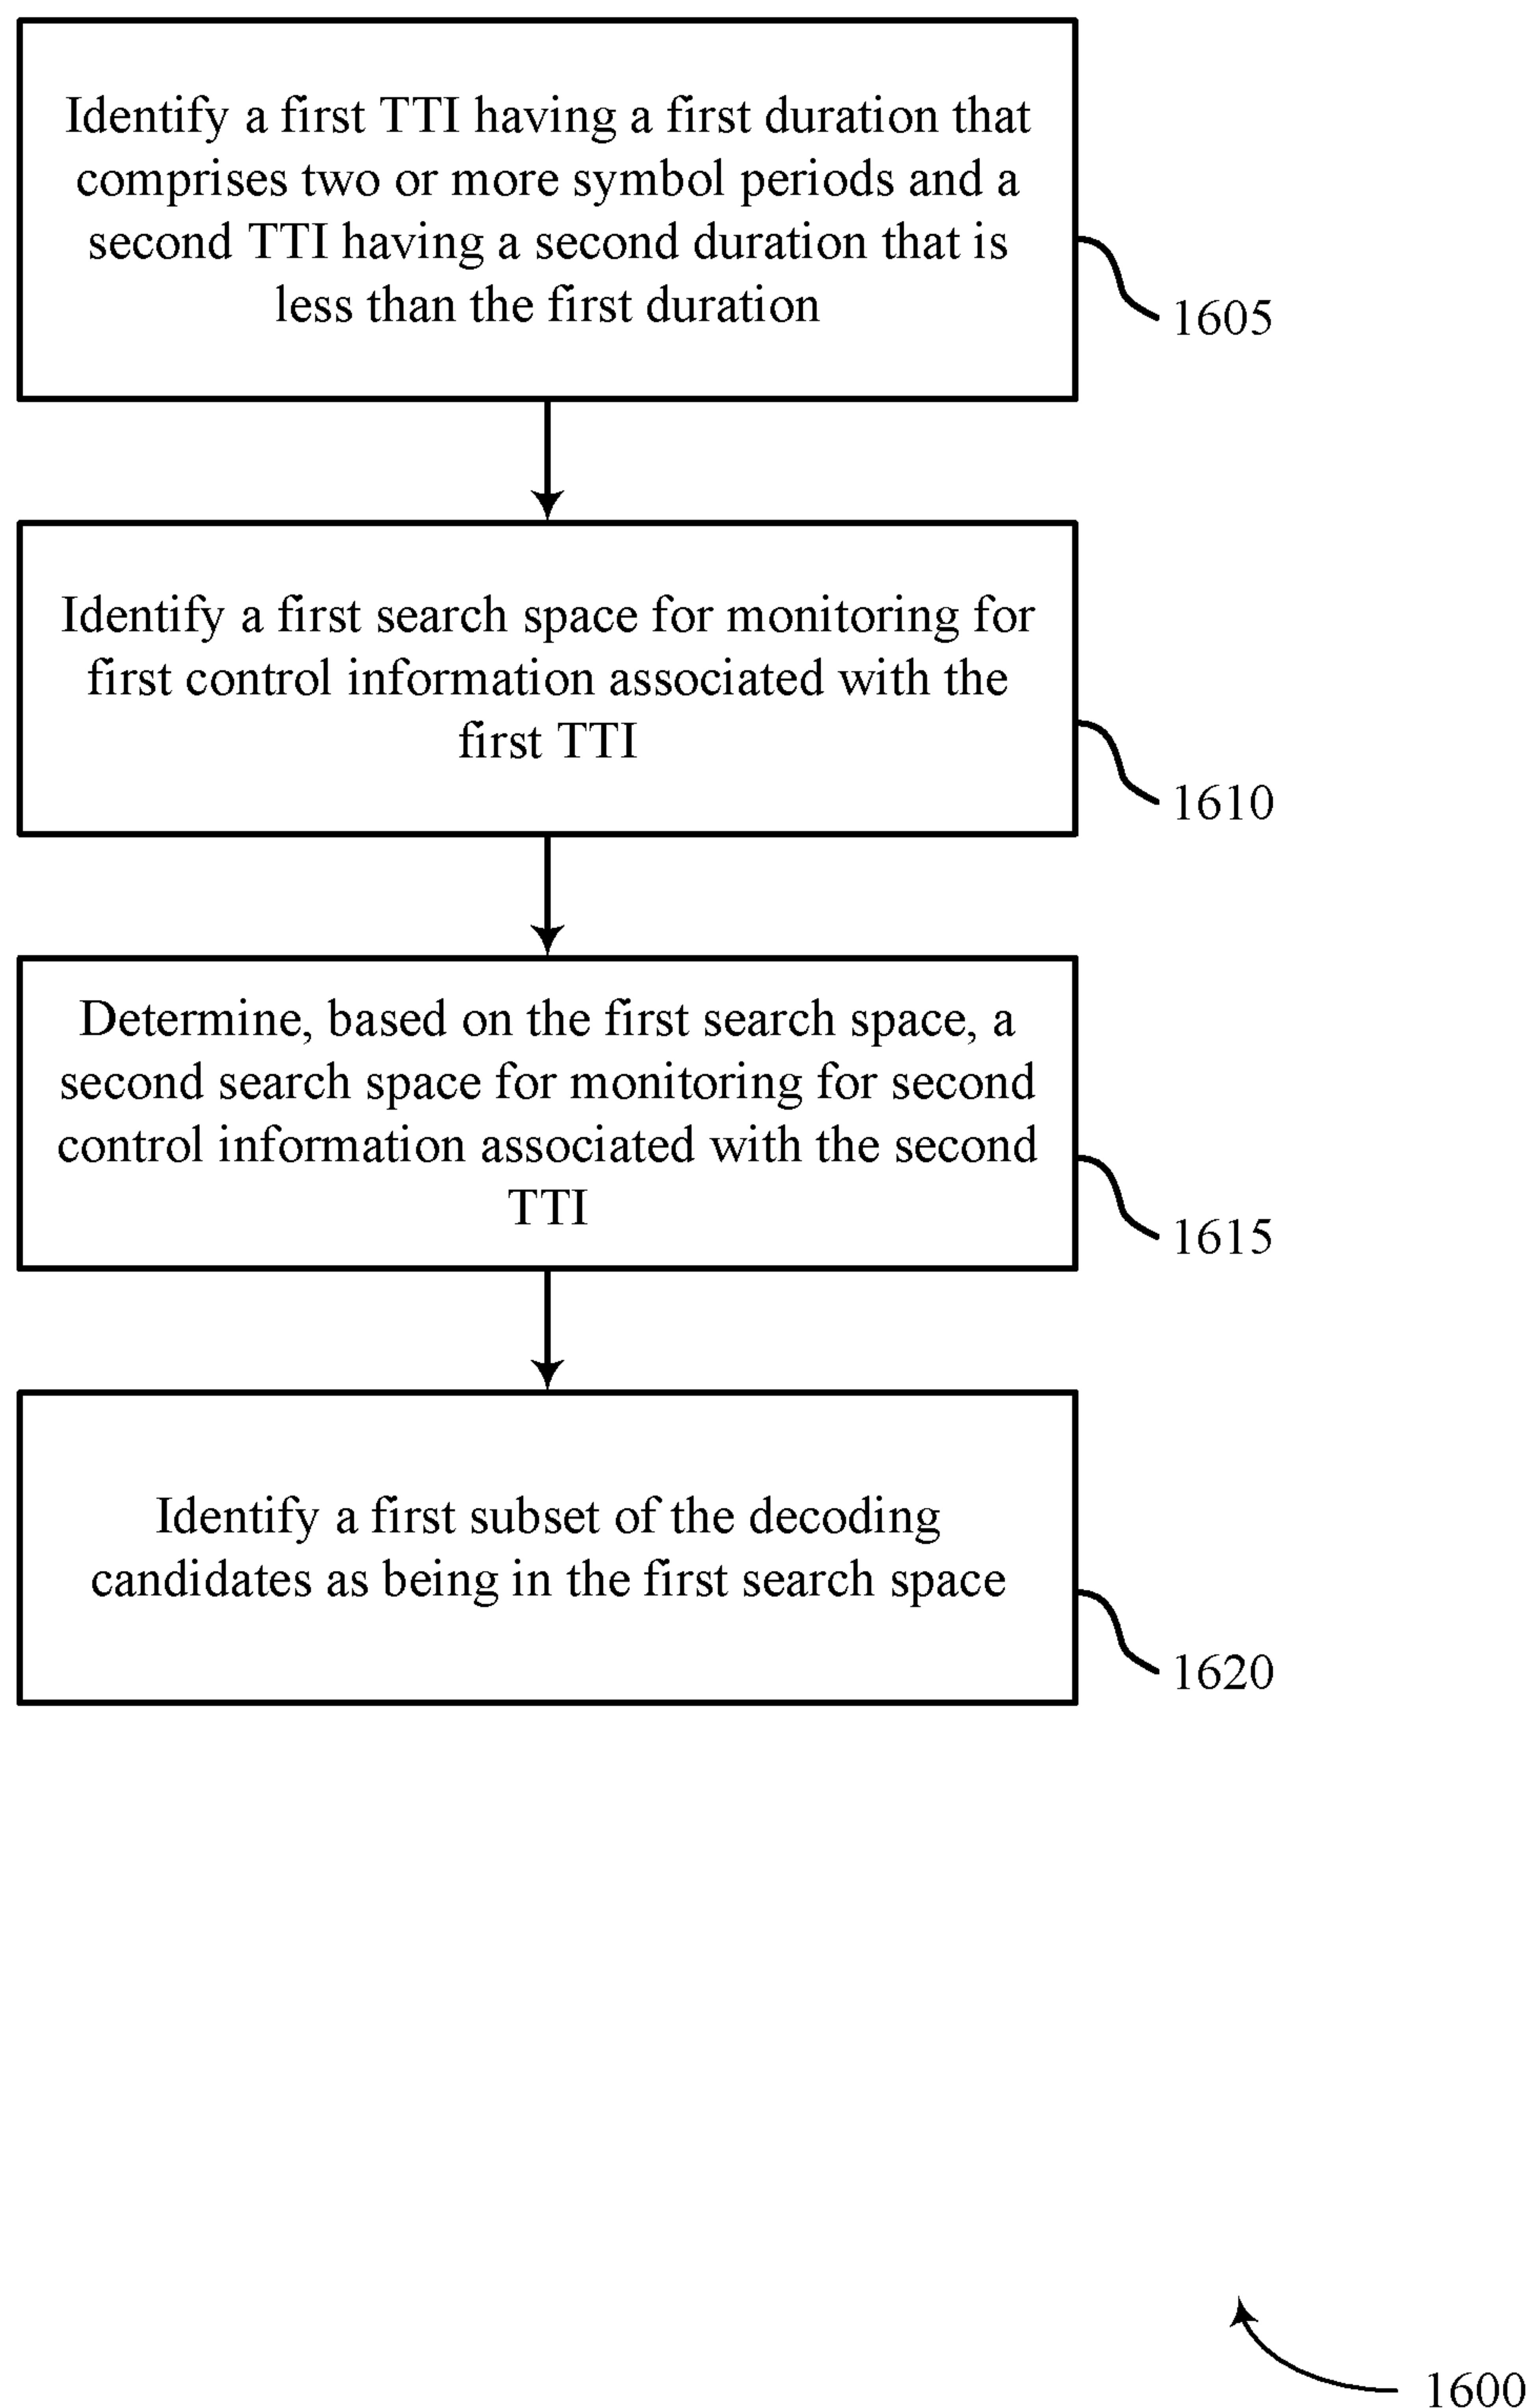 Identify a first TTI having a first duration that
comprises two or more symbol periods and a
second TTI having a second duration that is
less than the first duration
1605
Identify a first search space for monitoring for
first control information associated with the
first TTI
1610
Determine, based on the first search space, a
second search space for monitoring for second
control information associated with the second
TTI
1615
Identify a first subset of the decoding
candidates as being in the first search space
1620
1600